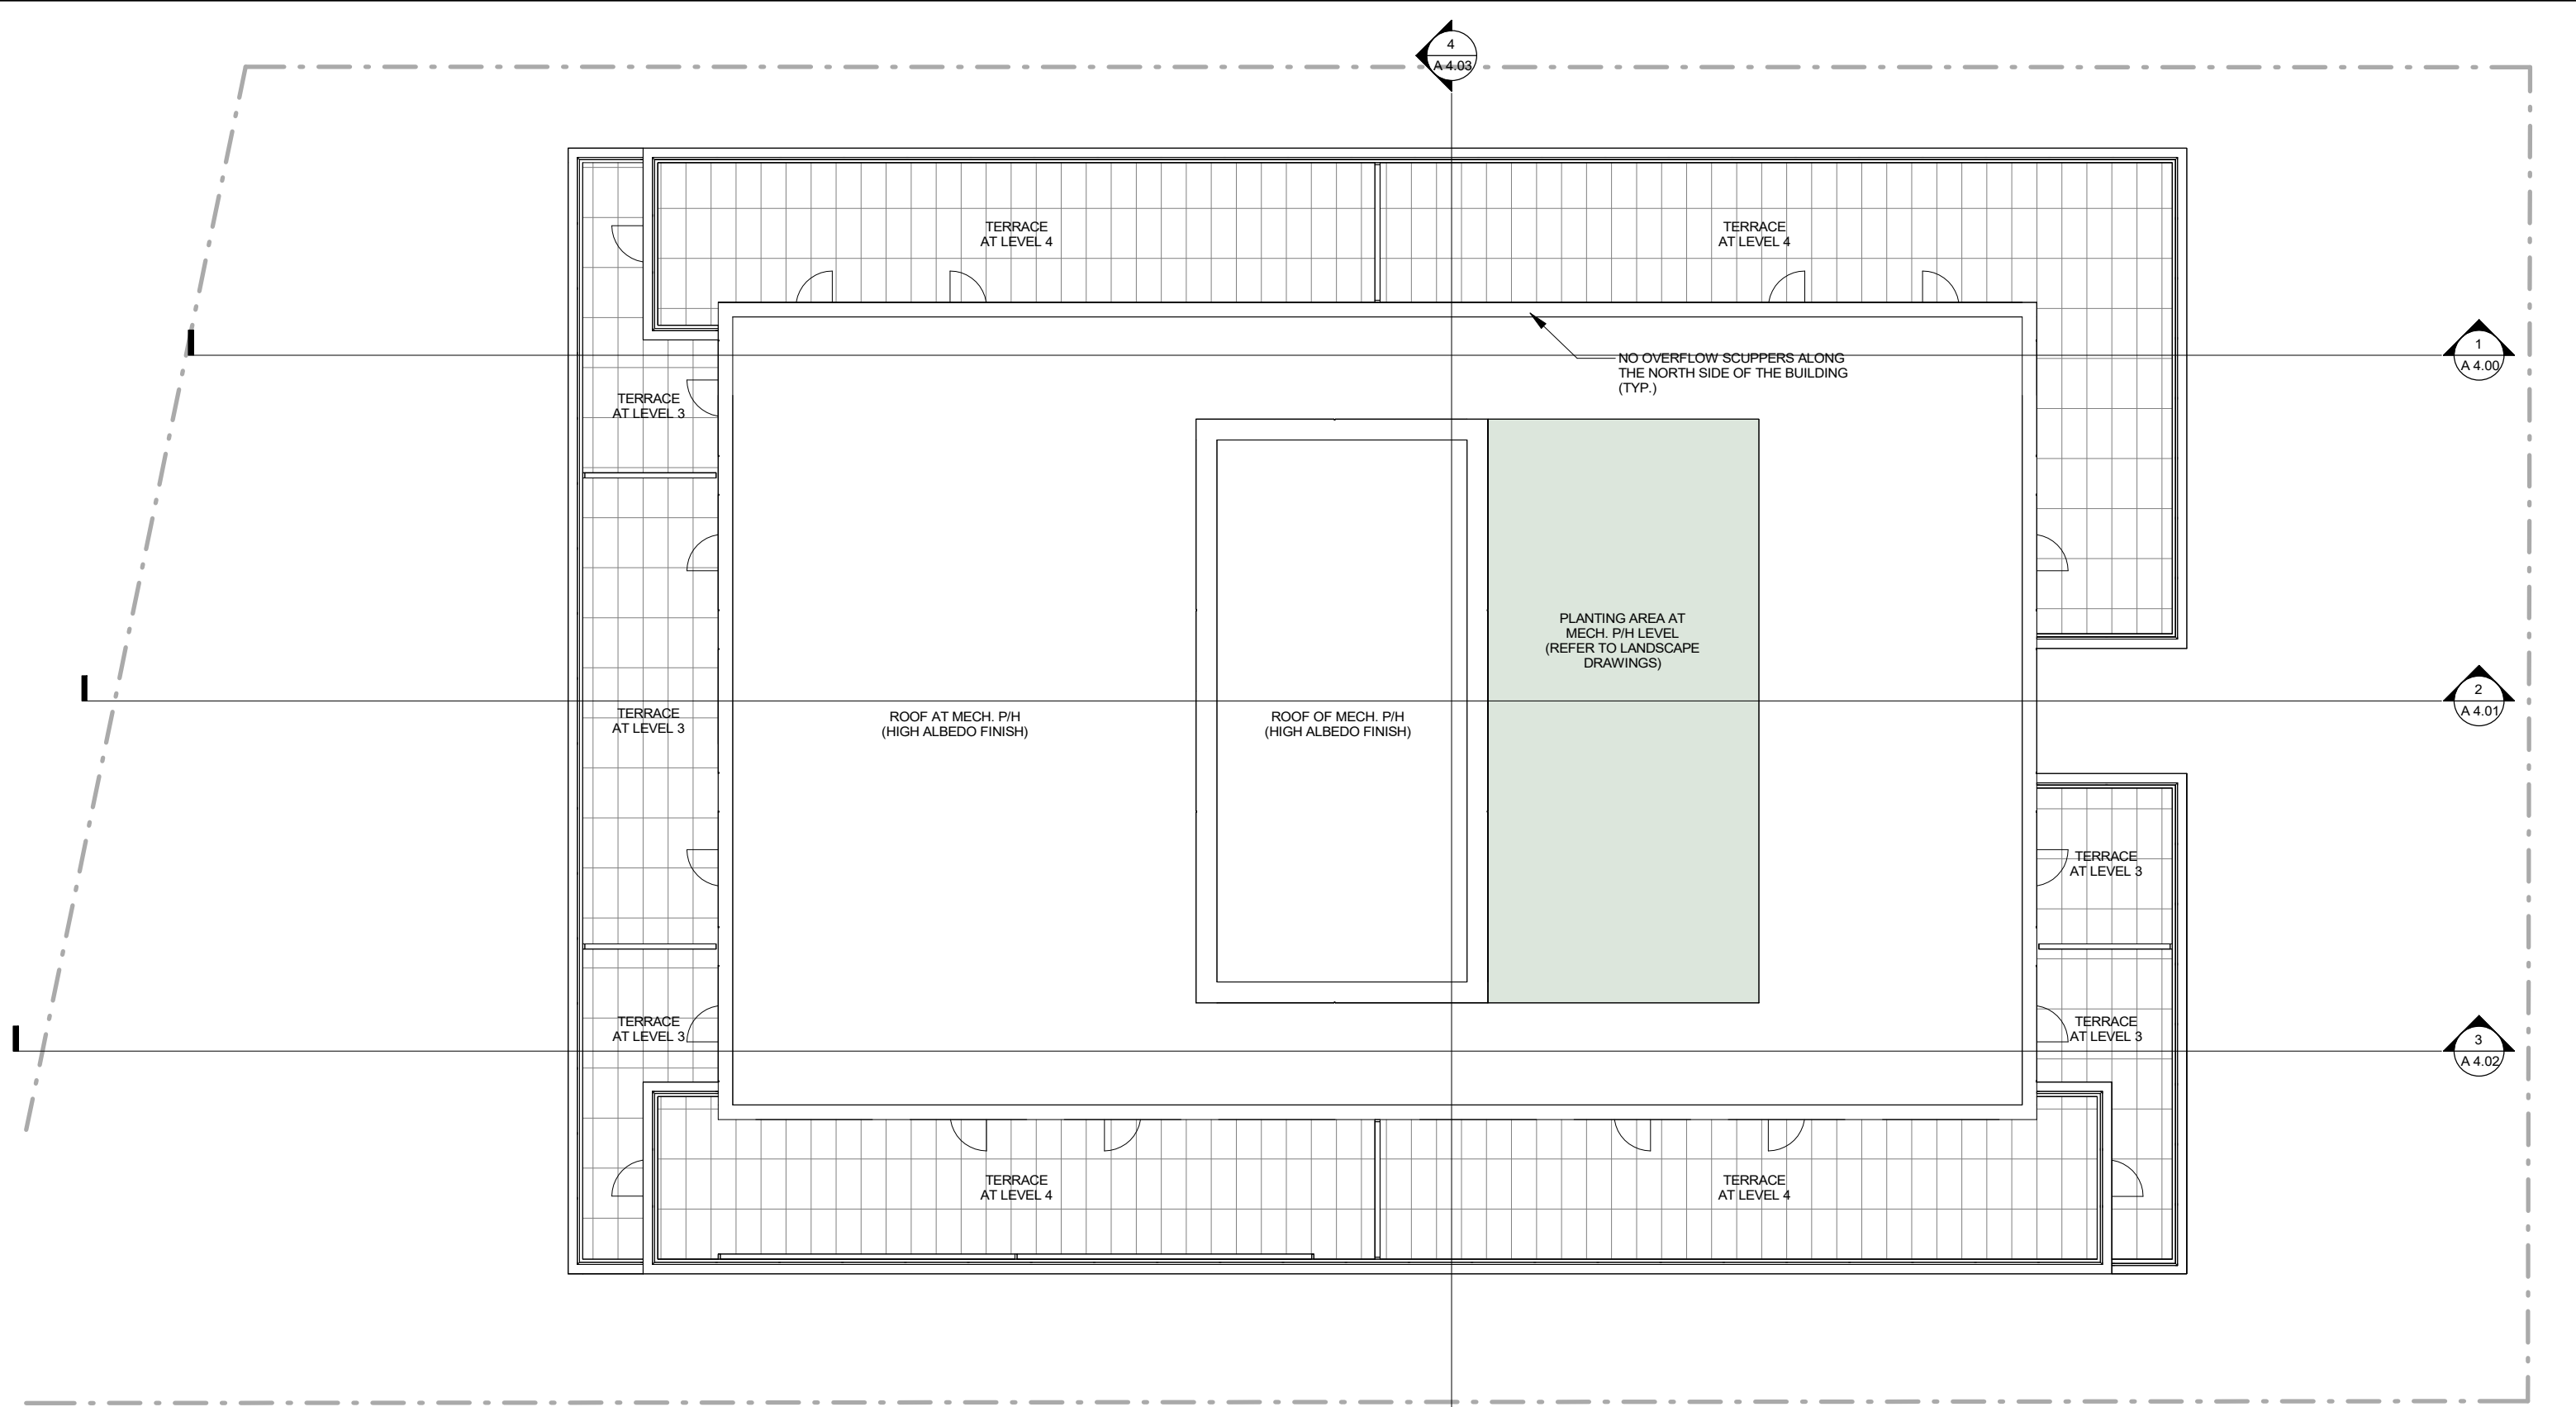 4
A 4.03
TERRACE
AT LEVEL 4
TERRACE
AT LEVEL 4
1
A 4.00
NO OVERFLOW SCUPPERS ALONG
THE NORTH SIDE OF THE BUILDING
(TYP.)
TERRACE
AT LEVEL 3
PLANTING AREA AT
MECH. P/H LEVEL
(REFER TO LANDSCAPE
DRAWINGS)
2
A 4.01
TERRACE
AT LEVEL 3
ROOF AT MECH. P/H
(HIGH ALBEDO FINISH)
ROOF OF MECH. P/H
(HIGH ALBEDO FINISH)
TERRACE
AT LEVEL 3
TERRACE
AT LEVEL 3
TERRACE
AT LEVEL 3
3
A 4.02
TERRACE
AT LEVEL 4
TERRACE
AT LEVEL 4